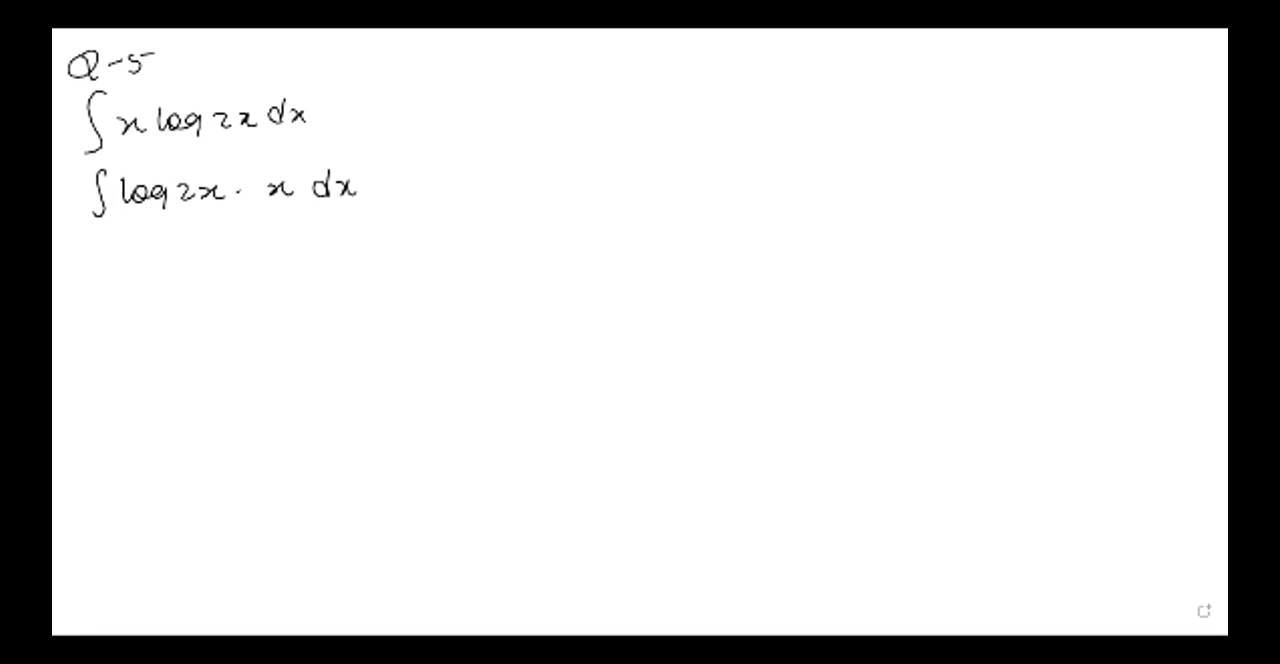 Q-5
∫ x log 2x dx
∫ log 2x · x dx